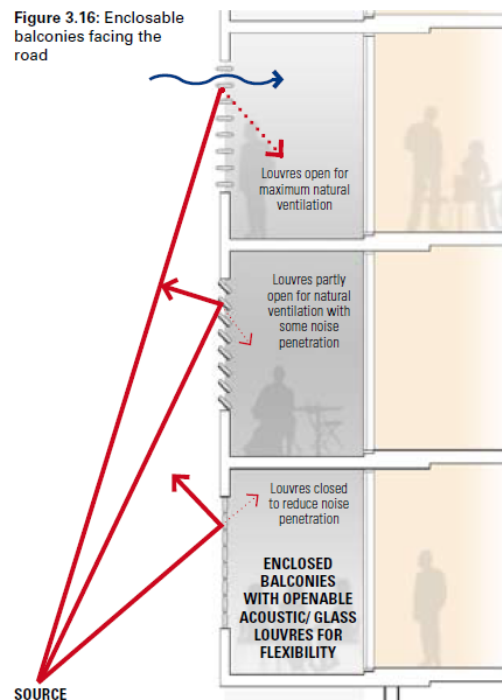 Figure 3.16: Enclosable
balconies facing the
road
Louvres open for
maximum natural
ventilation
Louvres partly
open for natural
ventilation with
some noise
penetration
Louvres closed
to reduce noise
penetration
ENCLOSED
BALCONIES
WITH OPENABLE
ACOUSTIC/ GLASS
LOUVRES FOR
FLEXIBILITY
SOURCE